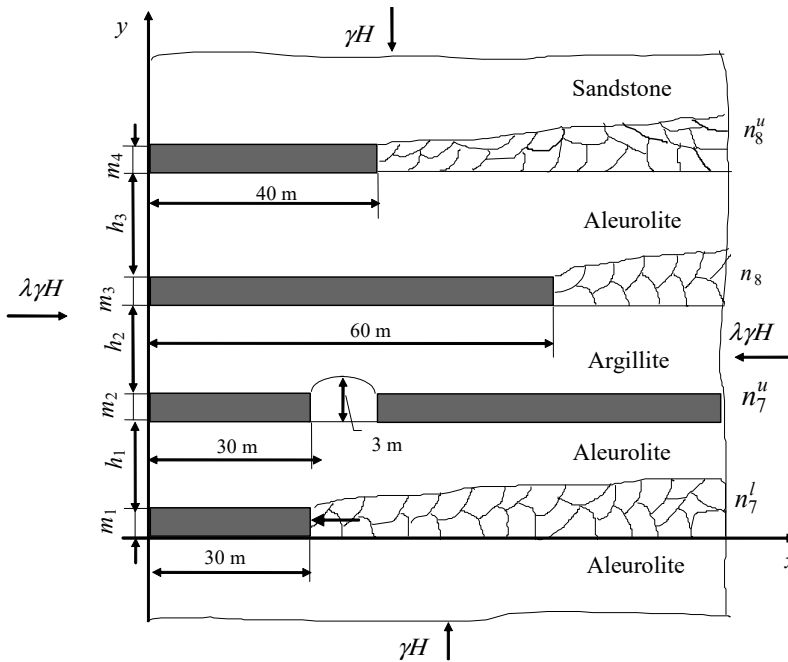 y
γH
Sandstone
n₈ᵘ
m₄
40 m
h₃
Aleurolite
n₈
m₃
λγH
60 m
h₂
λγH
Argillite
n₇ᵘ
m₂
30 m
3 m
h₁
Aleurolite
n₇ˡ
m₁
x
30 m
Aleurolite
γH